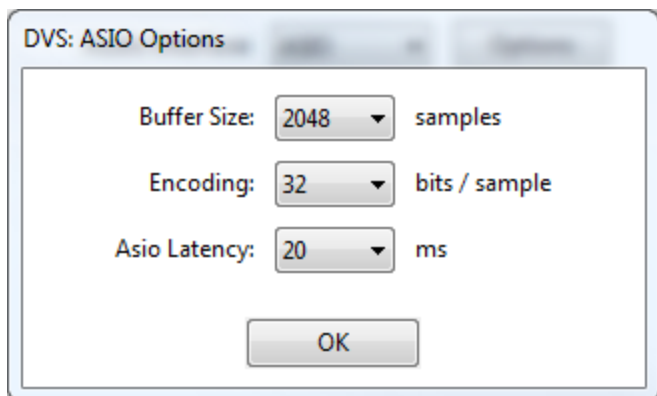 DVS: ASIO Options
Buffer Size: 2048 samples
Encoding: 32 bits / sample
Asio Latency: 20 ms
OK